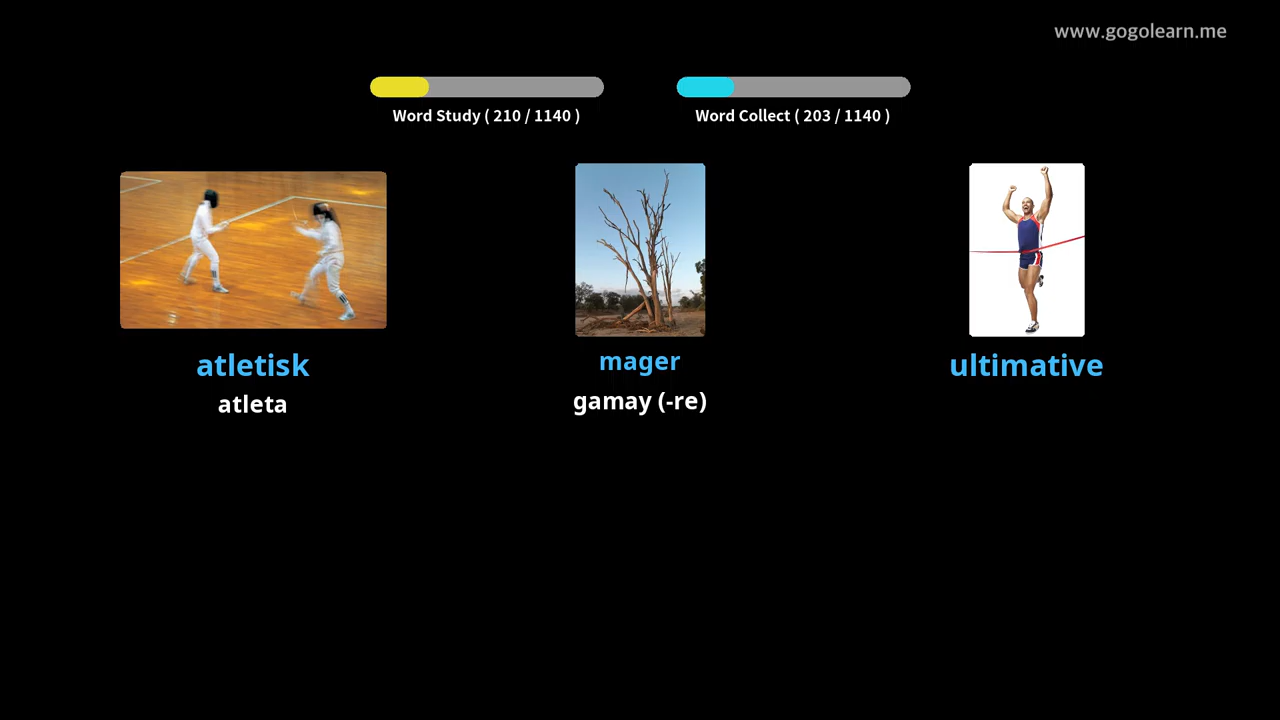 www.gogolearn.me
Word Study ( 210 / 1140 )
Word Collect ( 203 / 1140 )
atletisk
atleta
mager
gamay (-re)
ultimative